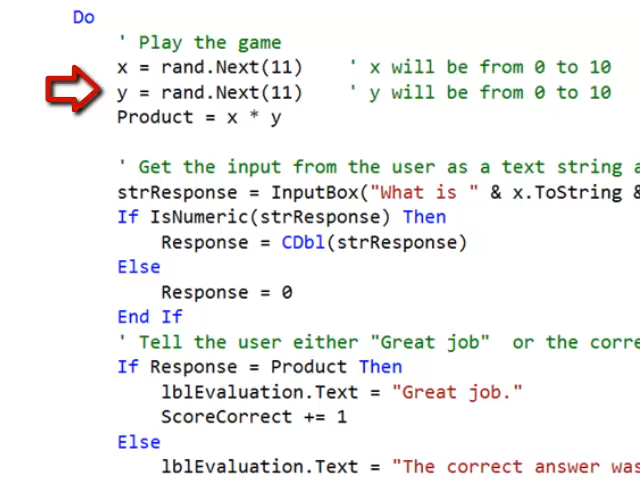 Do
' Play the game
x = rand.Next(11) ' x will be from 0 to 10
y = rand.Next(11) ' y will be from 0 to 10
Product = x * y
' Get the input from the user as a text string
strResponse = InputBox("What is " & x.ToString &
If IsNumeric(strResponse) Then
Response = CDbl(strResponse)
Else
Response = 0
End If
' Tell the user either "Great job" or the corre
If Response = Product Then
lblEvaluation.Text = "Great job."
ScoreCorrect += 1
Else
lblEvaluation.Text = "The correct answer was